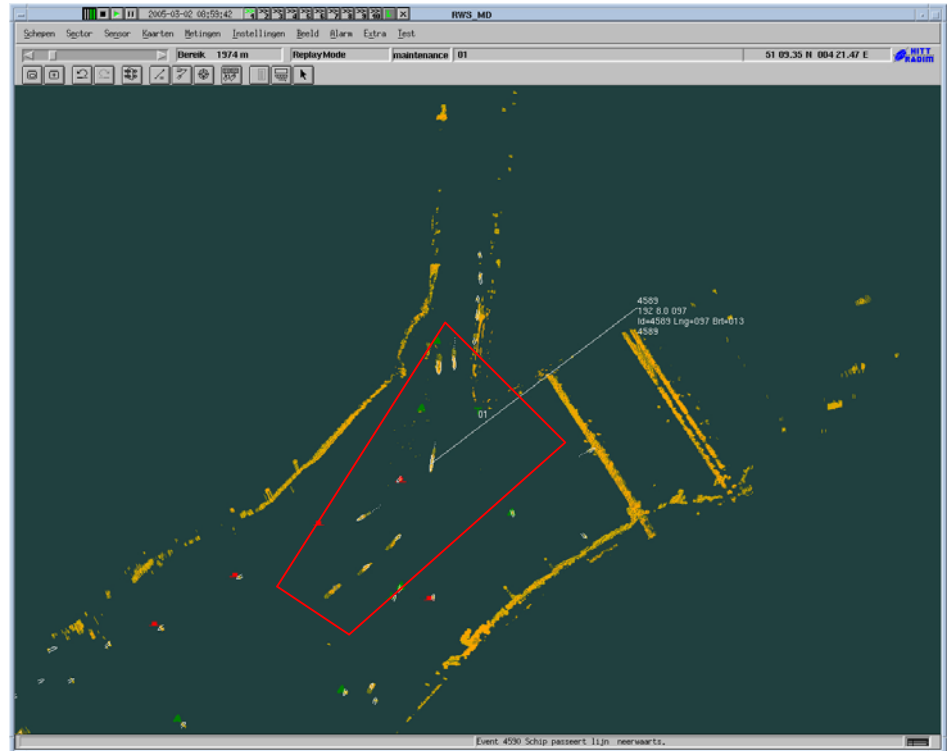 2005-03-02 08:59:42
RWS_MD
Schepen Sector Sensor Kaarten Metingen Instellingen Beeld Alarm Extra Test
Bereik 1974 m ReplayMode maintenance 01 51 09.35 N 004 21.47 E
HITT
RADIM
4589
192 8.0 097
Id=4589 Lng=097 Brt=013
4589
01
Event 4590 Schip passeert lijn neerwaarts.